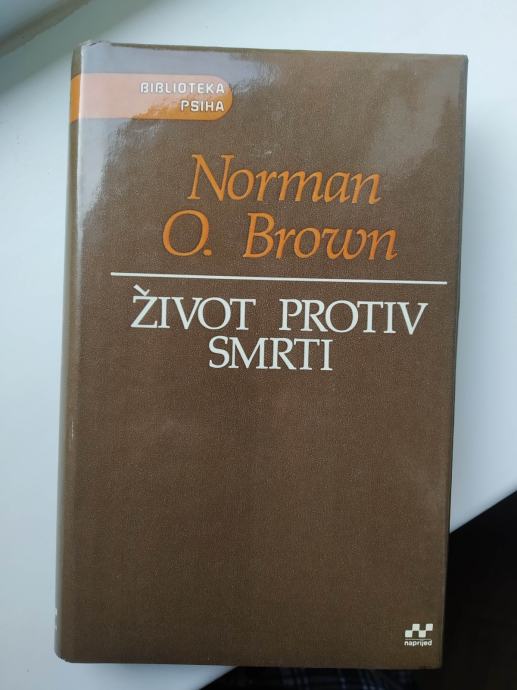 BIBLIOTEKA
PSIHA
Norman
O. Brown
ŽIVOT PROTIV
SMRTI
naprijed